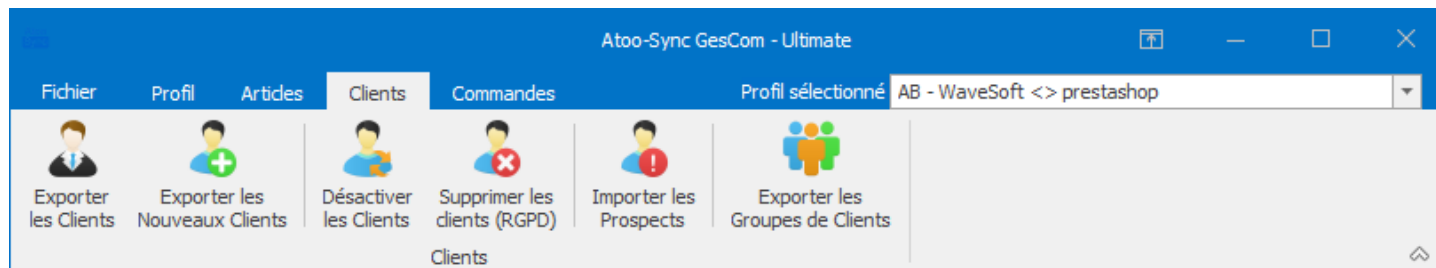 Atoo-Sync GesCom - Ultimate
Fichier Profil Articles Clients Commandes Profil sélectionné AB - WaveSoft <> prestashop
Exporter les Clients
Exporter les Nouveaux Clients
Désactiver les Clients
Supprimer les clients (RGPD)
Importer les Prospects
Exporter les Groupes de Clients
Clients